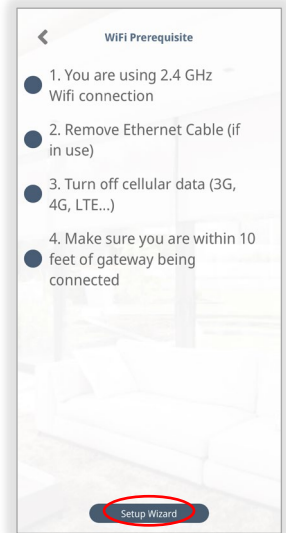 WiFi Prerequisite
1. You are using 2.4 GHz
Wifi connection
2. Remove Ethernet Cable (if
in use)
3. Turn off cellular data (3G,
4G, LTE...)
4. Make sure you are within 10
feet of gateway being
connected
Setup Wizard